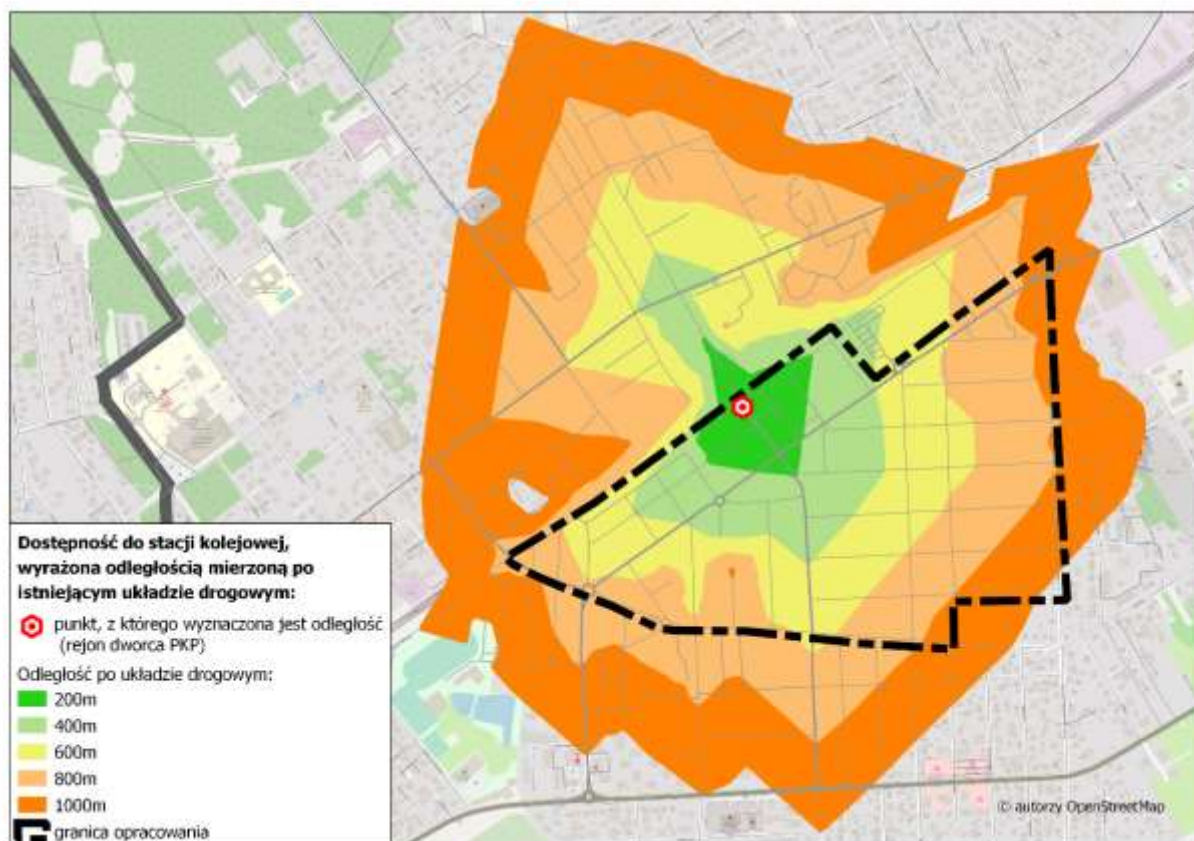 Dostępność do stacji kolejowej,
wyrażona odległością mierzoną po
istniejącym układzie drogowym:
punkt, z którego wyznaczona jest odległość
(rejon dworca PKP)
Odległość po układzie drogowym:
200m
400m
600m
800m
1000m
granica opracowania
© autorzy OpenStreetMap